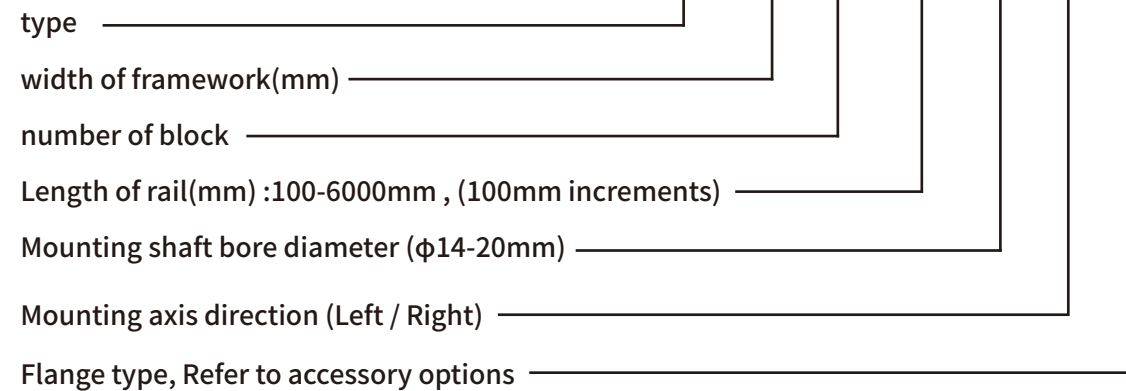 type
width of framework(mm)
number of block
Length of rail(mm) :100-6000mm , (100mm increments)
Mounting shaft bore diameter (φ14-20mm)
Mounting axis direction (Left / Right)
Flange type, Refer to accessory options